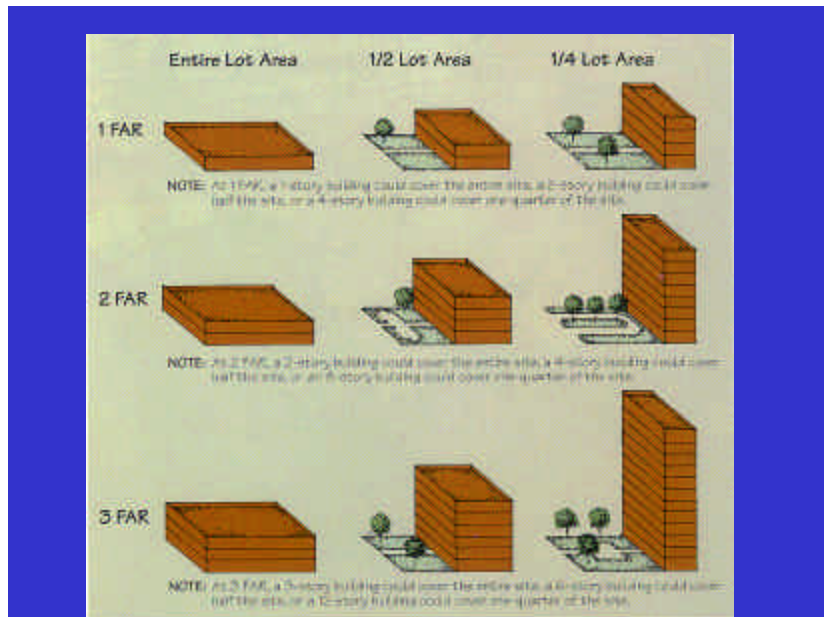 Entire Lot Area 1/2 Lot Area 1/4 Lot Area
1 FAR
NOTE: At 1 FAR, a 1-story building could cover the entire site, a 2-story building could cover
half the site, or a 4-story building could cover one-quarter of the site.
2 FAR
NOTE: At 2 FAR, a 2-story building could cover the entire site, a 4-story building could cover
half the site, or an 8-story building could cover one-quarter of the site.
3 FAR
NOTE: At 3 FAR, a 3-story building could cover the entire site, a 6-story building could cover
half the site, or a 12-story building could cover one-quarter of the site.